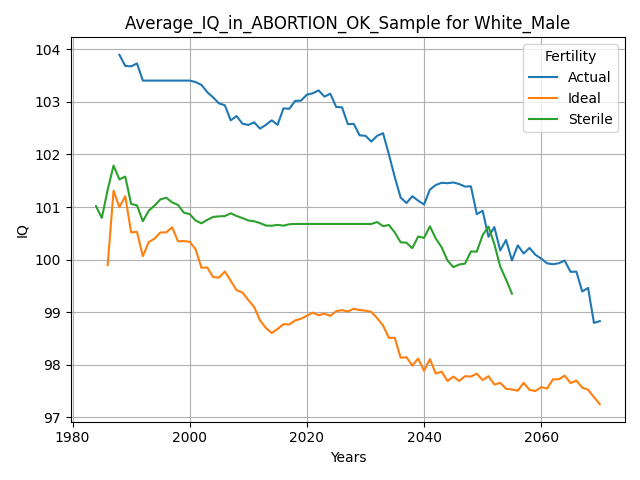 Average_IQ_in_ABORTION_OK_Sample for White_Male
Fertility
Actual
Ideal
Sterile
IQ
104
103
102
101
100
99
98
97
1980 2000 2020 2040 2060
Years